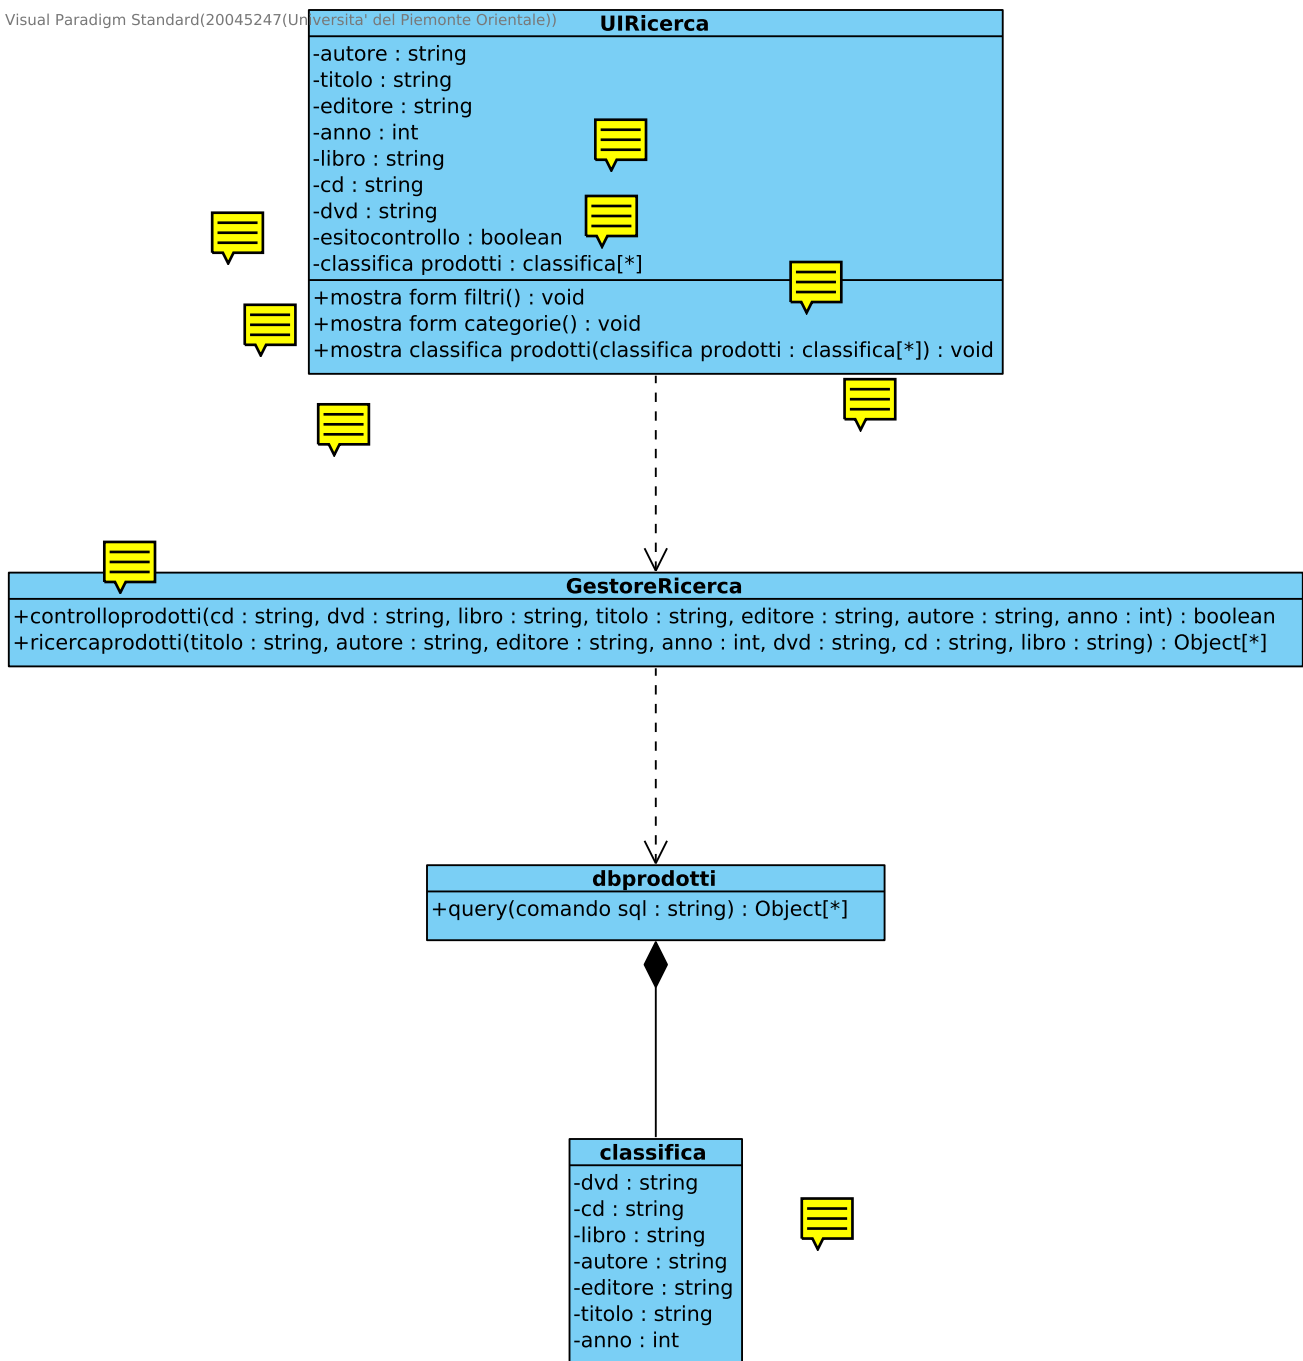 Visual Paradigm Standard(20045247(Universita' del Piemonte Orientale))
UIRicerca
-autore : string
-titolo : string
-editore : string
-anno : int
-libro : string
-cd : string
-dvd : string
-esitocontrollo : boolean
-classifica prodotti : classifica[*]
+mostra form filtri() : void
+mostra form categorie() : void
+mostra classifica prodotti(classifica prodotti : classifica[*]) : void
GestoreRicerca
+controlloprodotti(cd : string, dvd : string, libro : string, titolo : string, editore : string, autore : string, anno : int) : boolean
+ricercaprodotti(titolo : string, autore : string, editore : string, anno : int, dvd : string, cd : string, libro : string) : Object[*]
dbprodotti
+query(comando sql : string) : Object[*]
classifica
-dvd : string
-cd : string
-libro : string
-autore : string
-editore : string
-titolo : string
-anno : int